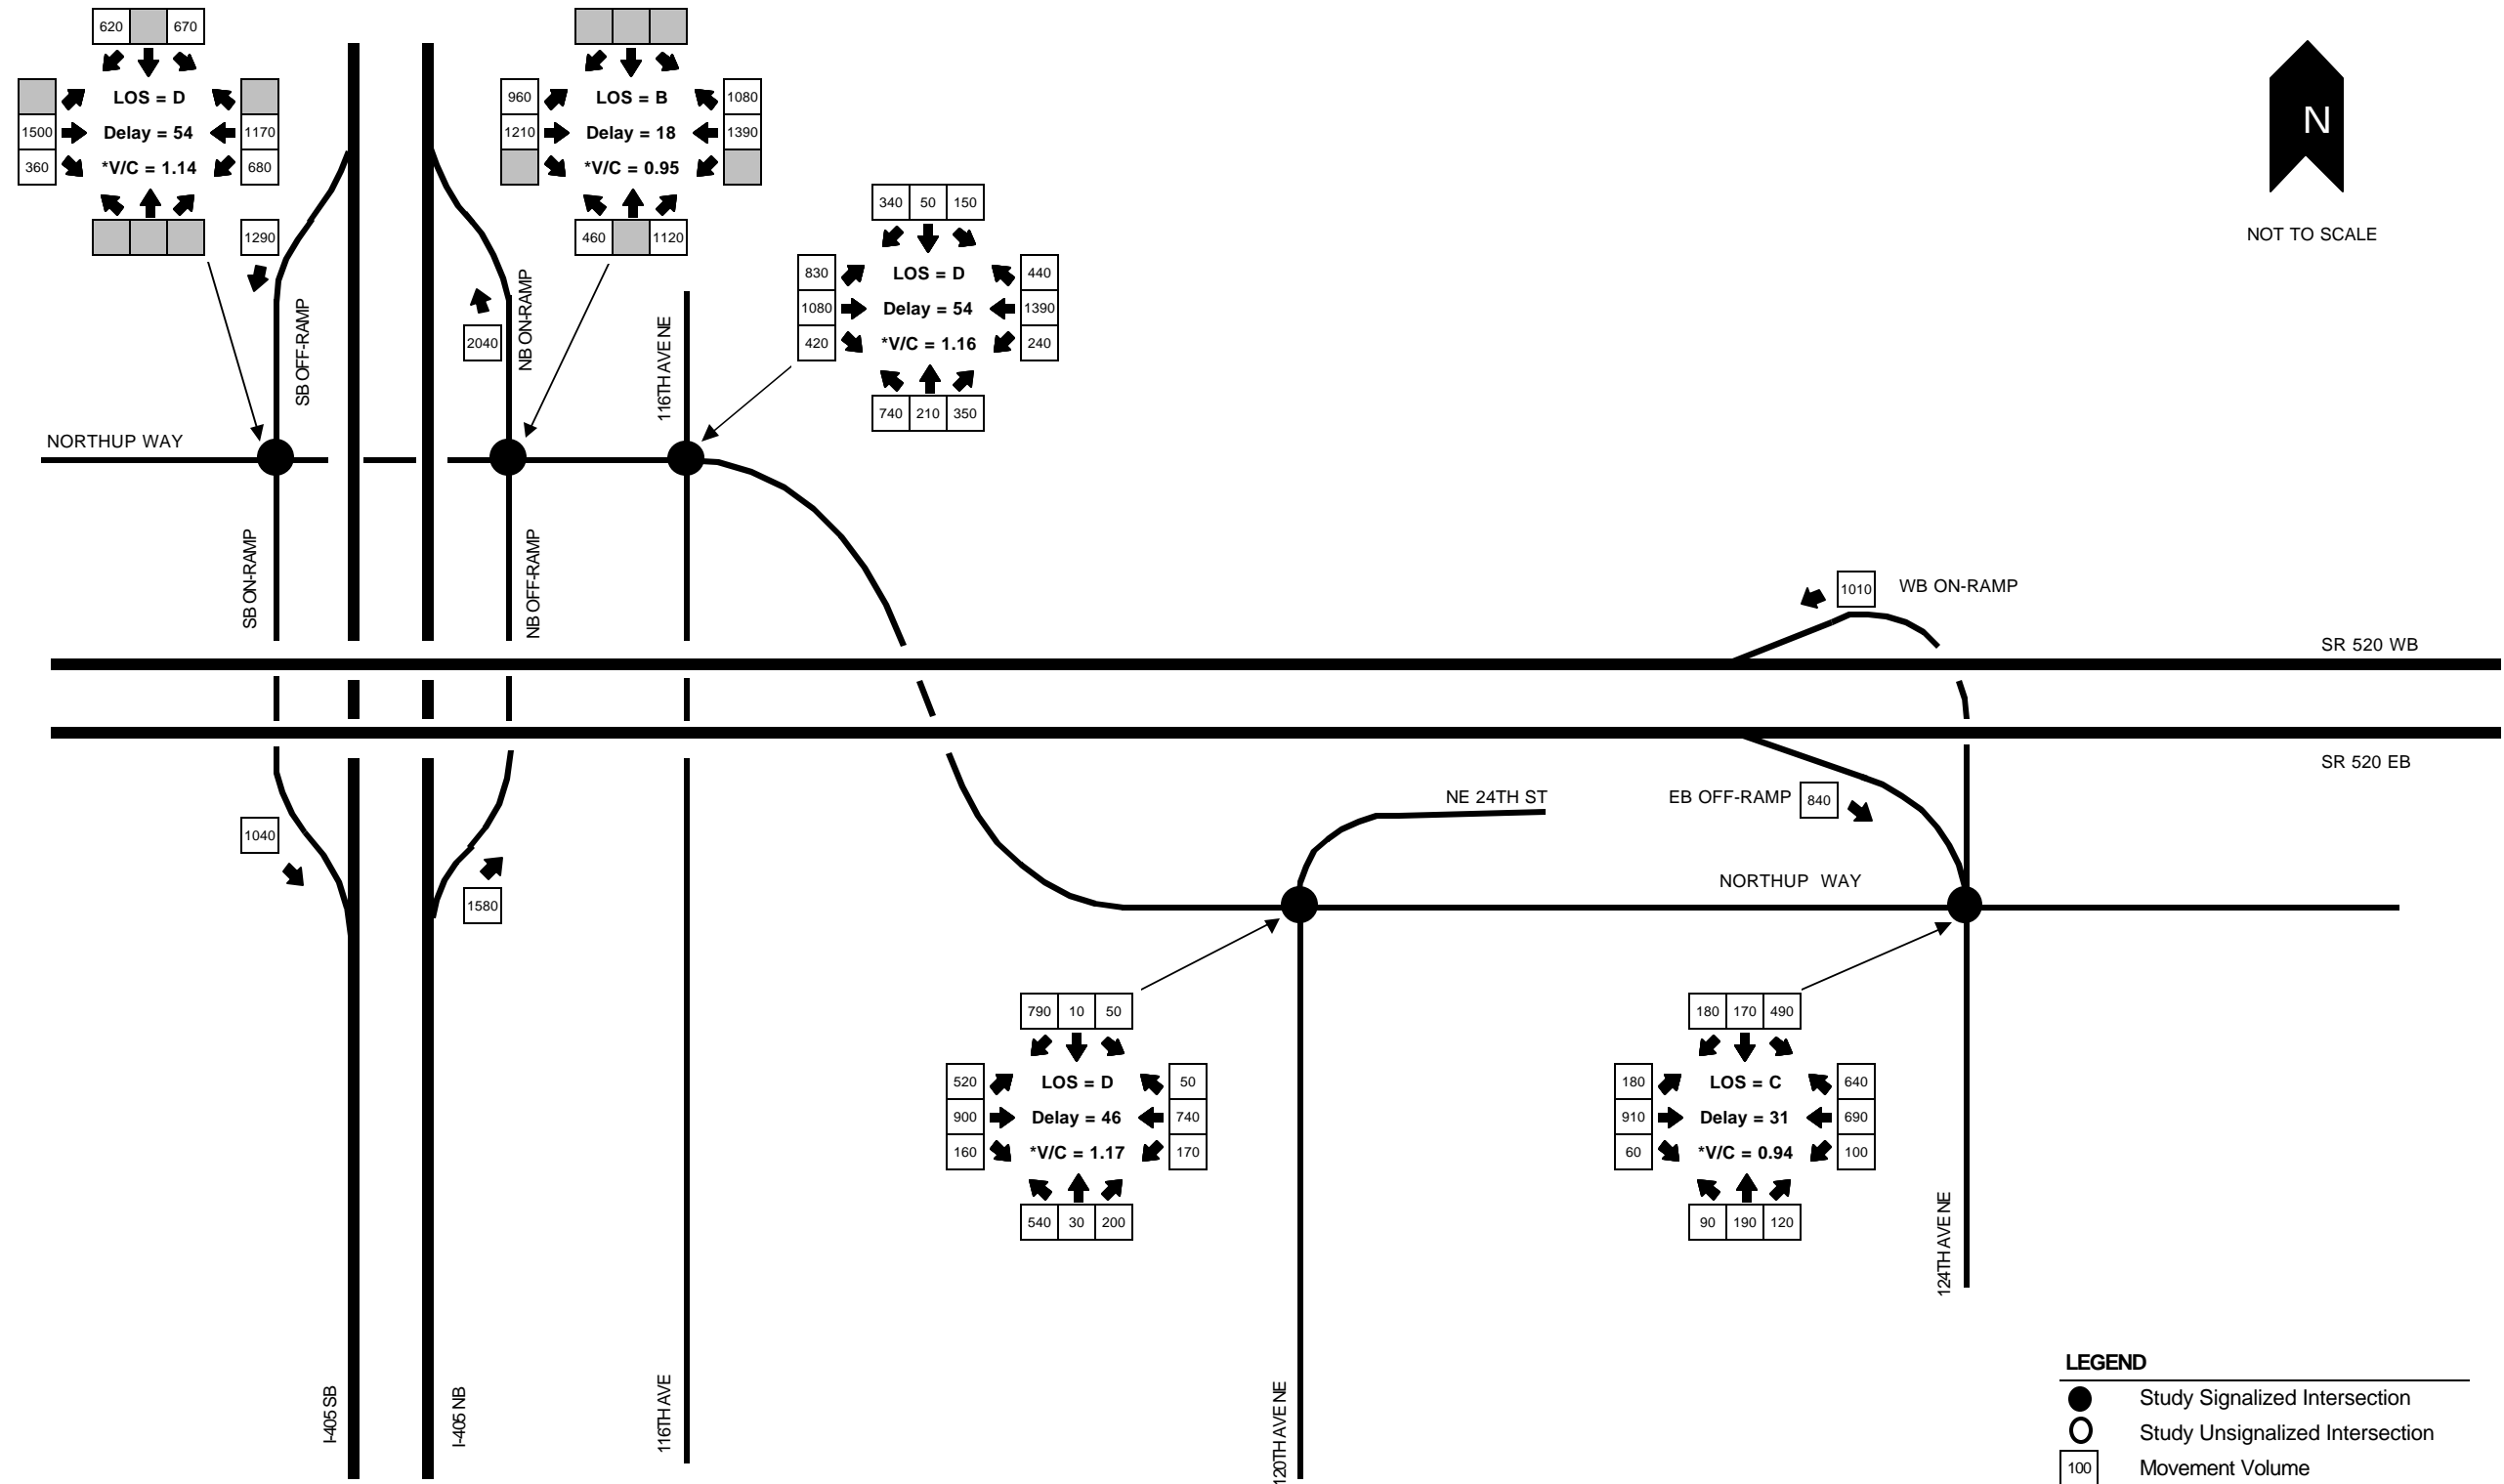 620 670
LOS = D
1500 Delay = 54 1170
360 *V/C = 1.14 680
1290
960 LOS = B 1080
1210 Delay = 18 1390
*V/C = 0.95
460 1120
340 50 150
830 LOS = D 440
1080 Delay = 54 1390
420 *V/C = 1.16 240
740 210 350
N
NOT TO SCALE
SB OFF-RAMP
2040
NB ON-RAMP
116TH AVE NE
NORTHUP WAY
SB ON-RAMP
NB OFF-RAMP
1010 WB ON-RAMP
SR 520 WB
SR 520 EB
NE 24TH ST
EB OFF-RAMP 840
1040
1580
NORTHUP WAY
790 10 50
520 LOS = D 50
900 Delay = 46 740
160 *V/C = 1.17 170
540 30 200
180 170 490
180 LOS = C 640
910 Delay = 31 690
60 *V/C = 0.94 100
90 190 120
124TH AVE NE
I-405 SB
I-405 NB
116TH AVE
120TH AVE NE
LEGEND
Study Signalized Intersection
Study Unsignalized Intersection
100 Movement Volume